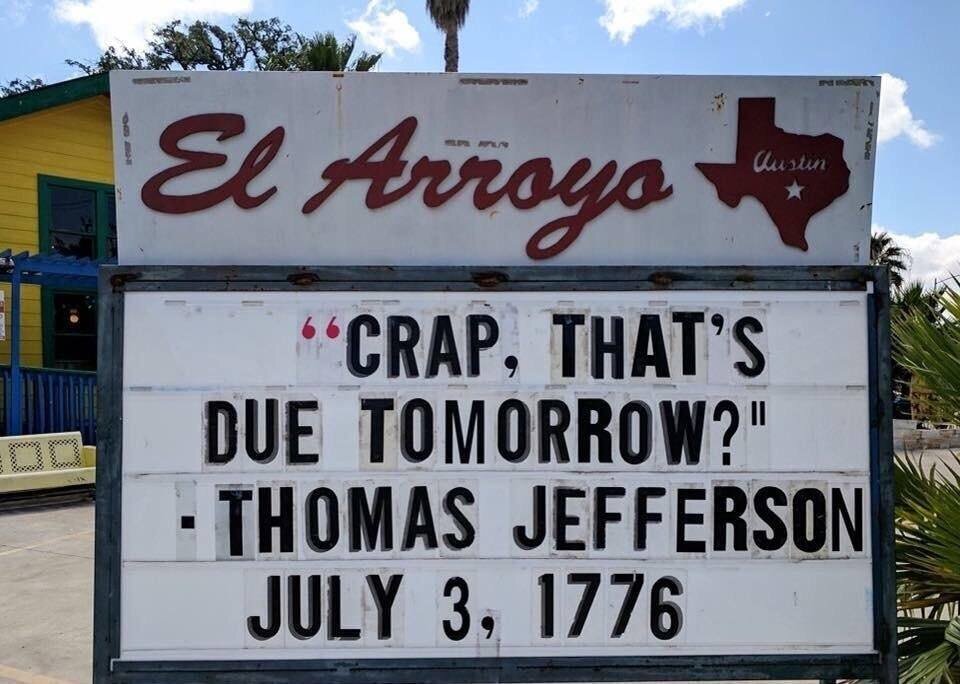 El Arroyo
Austin
“CRAP, THAT'S
DUE TOMORROW?"
- THOMAS JEFFERSON
JULY 3, 1776